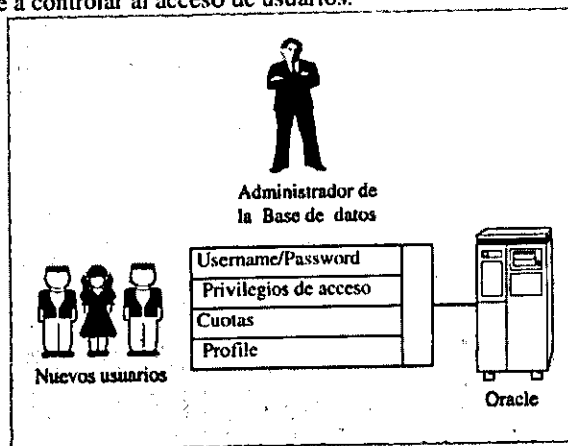 a controlar al acceso de usuarios.
Administrador de
la Base de datos
Username/Password
Privilegios de acceso
Cuotas
Profile
Nuevos usuarios
Oracle